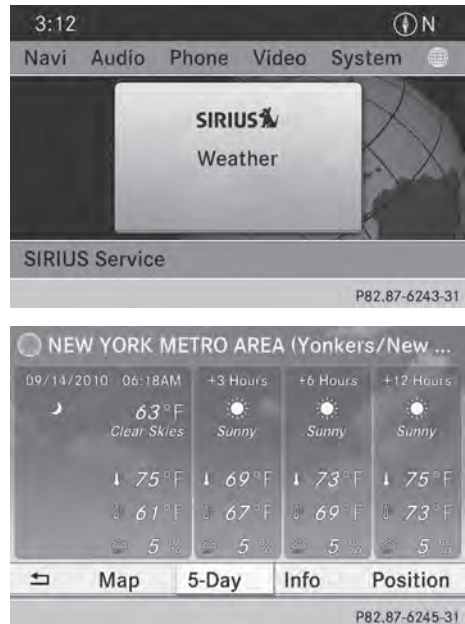 3:12 N
Navi Audio Phone Video System
SIRIUS
Weather
SIRIUS Service
P82.87-6243-31
NEW YORK METRO AREA (Yonkers/New ...
09/14/2010 06:18AM +3 Hours +6 Hours +12 Hours
63°F
Clear Skies Sunny Sunny Sunny
75°F 69°F 73°F 75°F
61°F 67°F 69°F 73°F
5 % 5 % 5 % 5 %
Map 5-Day Info Position
P82.87-6245-31